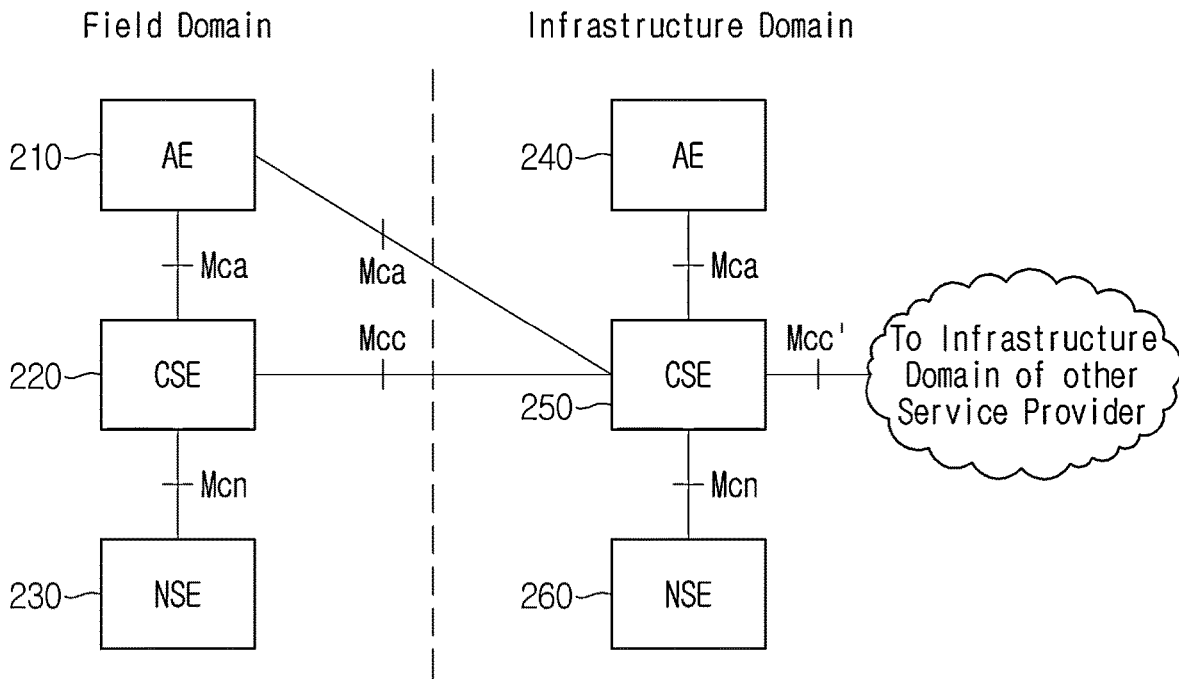 Field Domain
Infrastructure Domain
210
AE
240
AE
Mca
Mca
Mca
220
CSE
Mcc
250
CSE
Mcc'
To Infrastructure
Domain of other
Service Provider
Mcn
Mcn
230
NSE
260
NSE